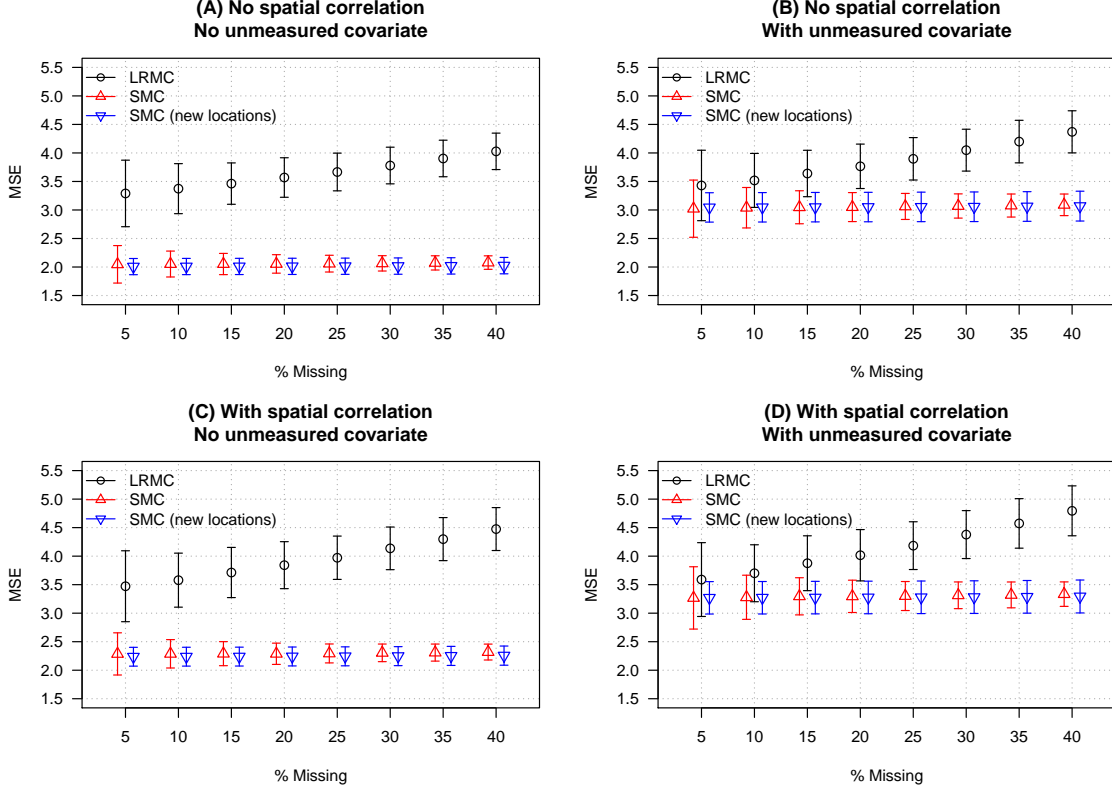 (A) No spatial correlation
No unmeasured covariate
5.5
5.0
4.5
4.0
3.5
3.0
2.5
2.0
1.5
MSE
LRMC
SMC
SMC (new locations)
5 10 15 20 25 30 35 40
% Missing
(B) No spatial correlation
With unmeasured covariate
5.5
5.0
4.5
4.0
3.5
3.0
2.5
2.0
1.5
MSE
LRMC
SMC
SMC (new locations)
5 10 15 20 25 30 35 40
% Missing
(C) With spatial correlation
No unmeasured covariate
5.5
5.0
4.5
4.0
3.5
3.0
2.5
2.0
1.5
MSE
LRMC
SMC
SMC (new locations)
5 10 15 20 25 30 35 40
% Missing
(D) With spatial correlation
With unmeasured covariate
5.5
5.0
4.5
4.0
3.5
3.0
2.5
2.0
1.5
MSE
LRMC
SMC
SMC (new locations)
5 10 15 20 25 30 35 40
% Missing